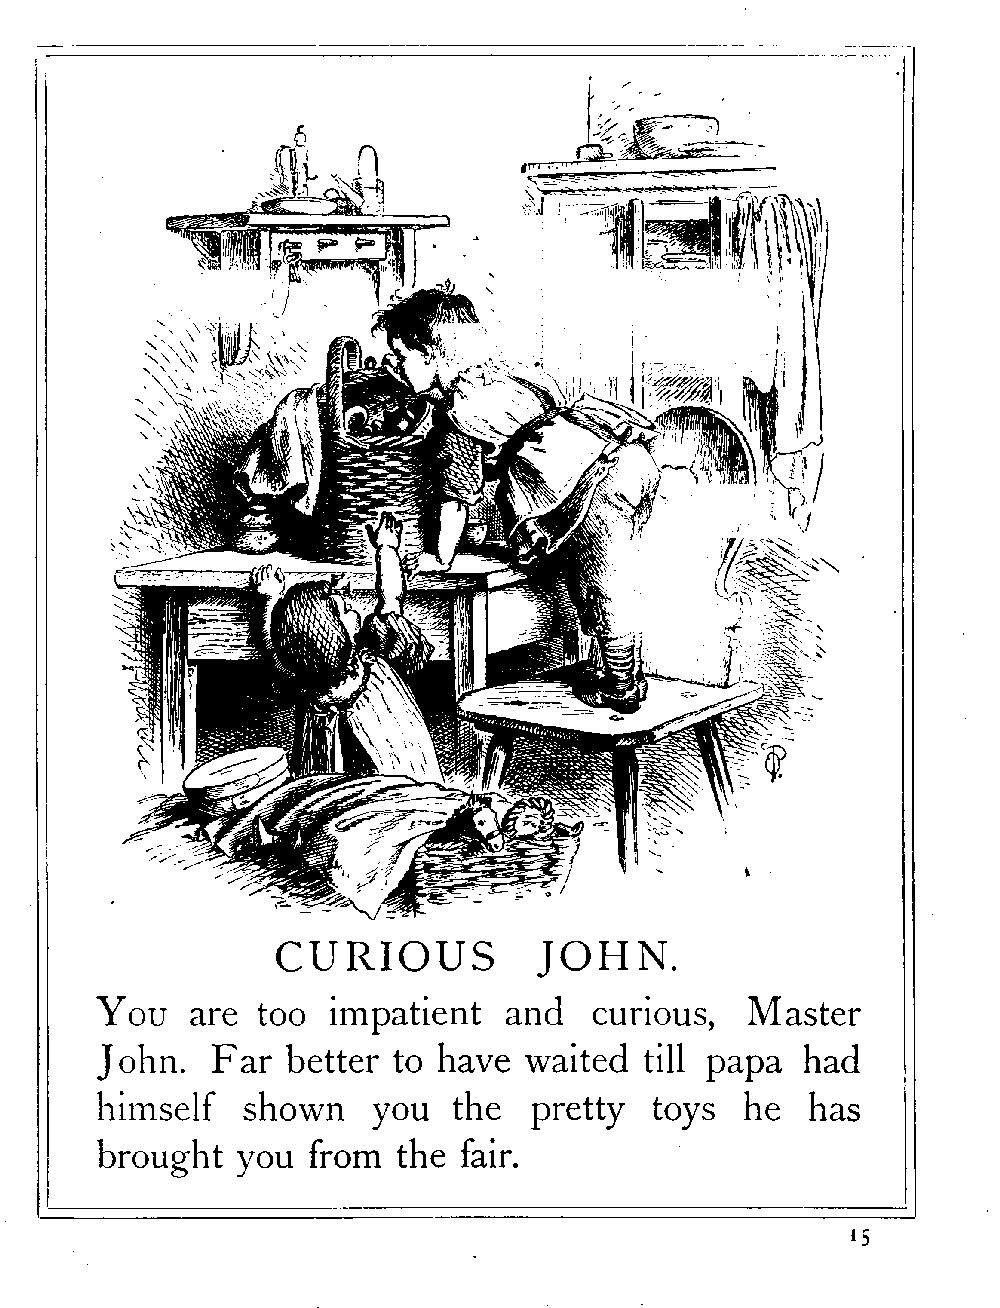 CURIOUS JOHN.
You are too impatient and curious, Master
John. Far better to have waited till papa had
himself shown you the pretty toys he has
brought you from the fair.
15